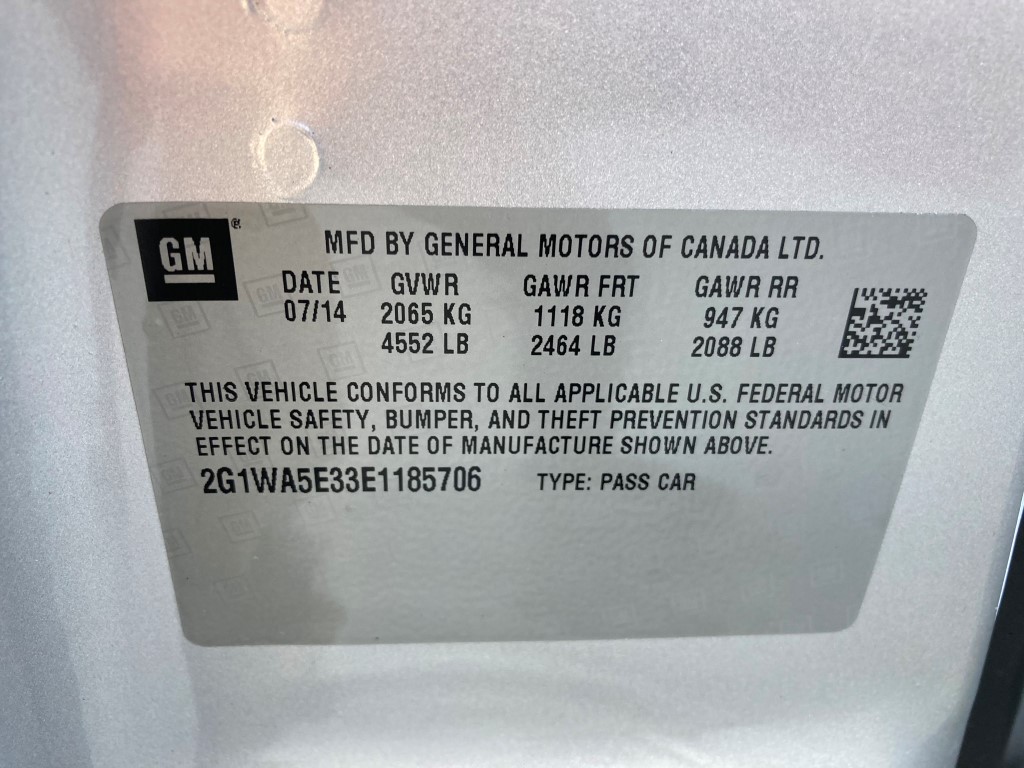 GM ®
MFD BY GENERAL MOTORS OF CANADA LTD.
DATE GVWR GAWR FRT GAWR RR
07/14 2065 KG 1118 KG 947 KG
4552 LB 2464 LB 2088 LB
THIS VEHICLE CONFORMS TO ALL APPLICABLE U.S. FEDERAL MOTOR
VEHICLE SAFETY, BUMPER, AND THEFT PREVENTION STANDARDS IN
EFFECT ON THE DATE OF MANUFACTURE SHOWN ABOVE.
2G1WA5E33E1185706 TYPE: PASS CAR